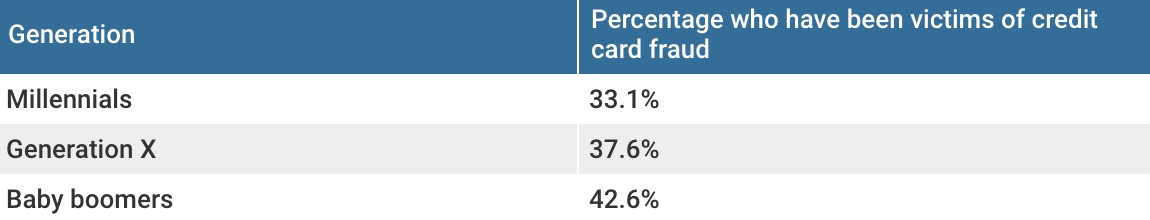 Generation
Percentage who have been victims of credit
card fraud
Millennials
33.1%
Generation X
37.6%
Baby boomers
42.6%